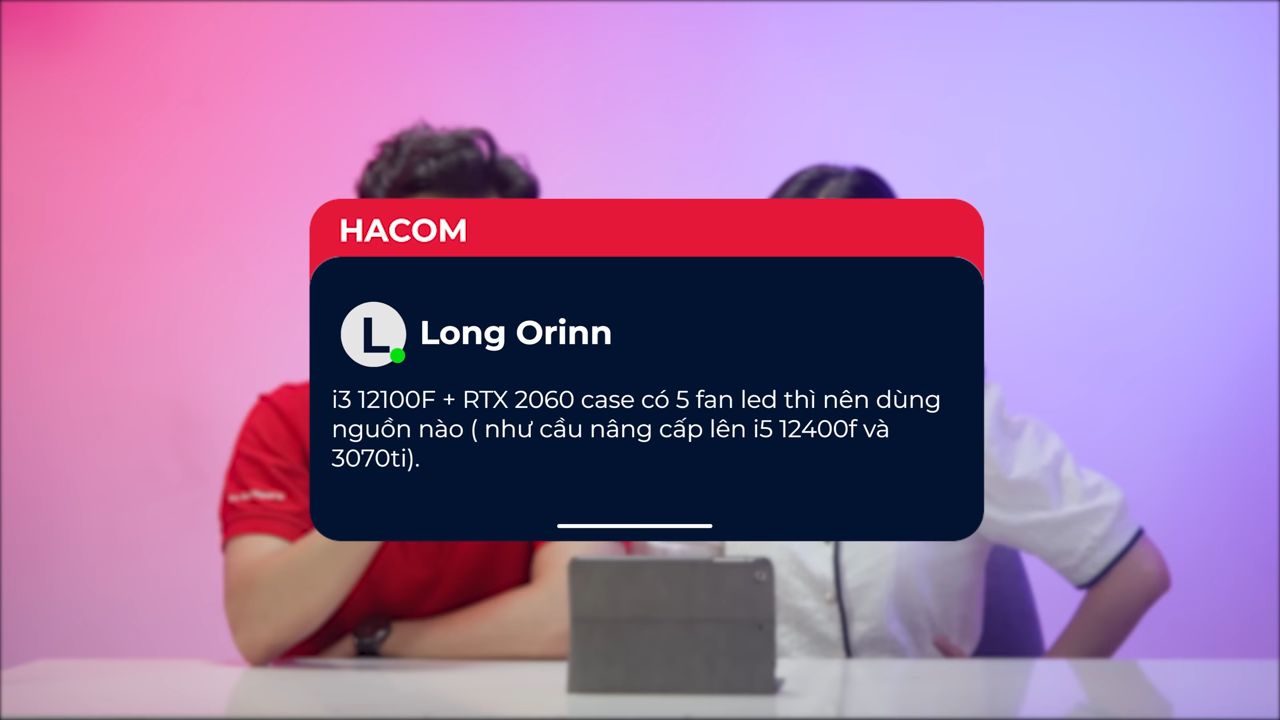 HACOM
L
Long Orinn
i3 12100F + RTX 2060 case có 5 fan led thì nên dùng
nguồn nào ( như cầu nâng cấp lên i5 12400f và
3070ti).